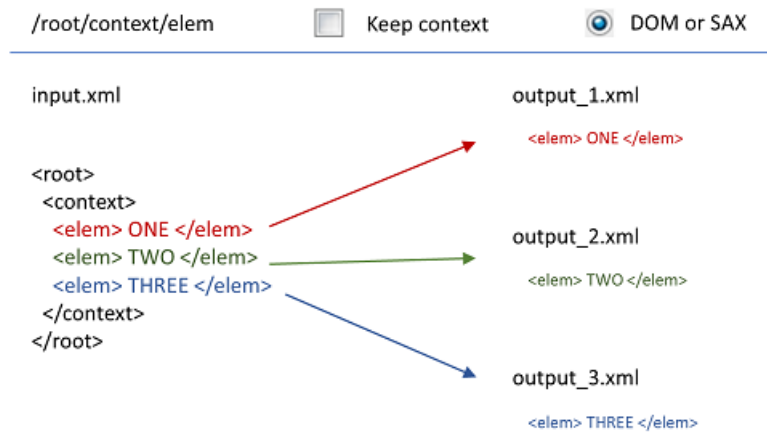 /root/context/elem Keep context DOM or SAX
input.xml
<root>
<context>
<elem> ONE </elem>
<elem> TWO </elem>
<elem> THREE </elem>
</context>
</root>
output_1.xml
<elem> ONE </elem>
output_2.xml
<elem> TWO </elem>
output_3.xml
<elem> THREE </elem>